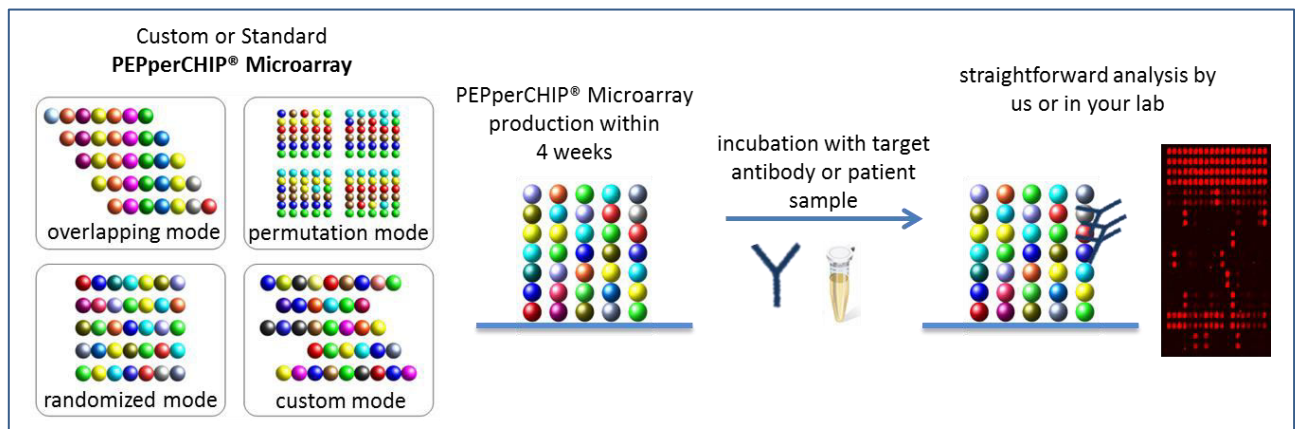 Custom or Standard
PEPperCHIP® Microarray
overlapping mode
permutation mode
randomized mode
custom mode
PEPperCHIP® Microarray
production within
4 weeks
incubation with target
antibody or patient
sample
straightforward analysis by
us or in your lab